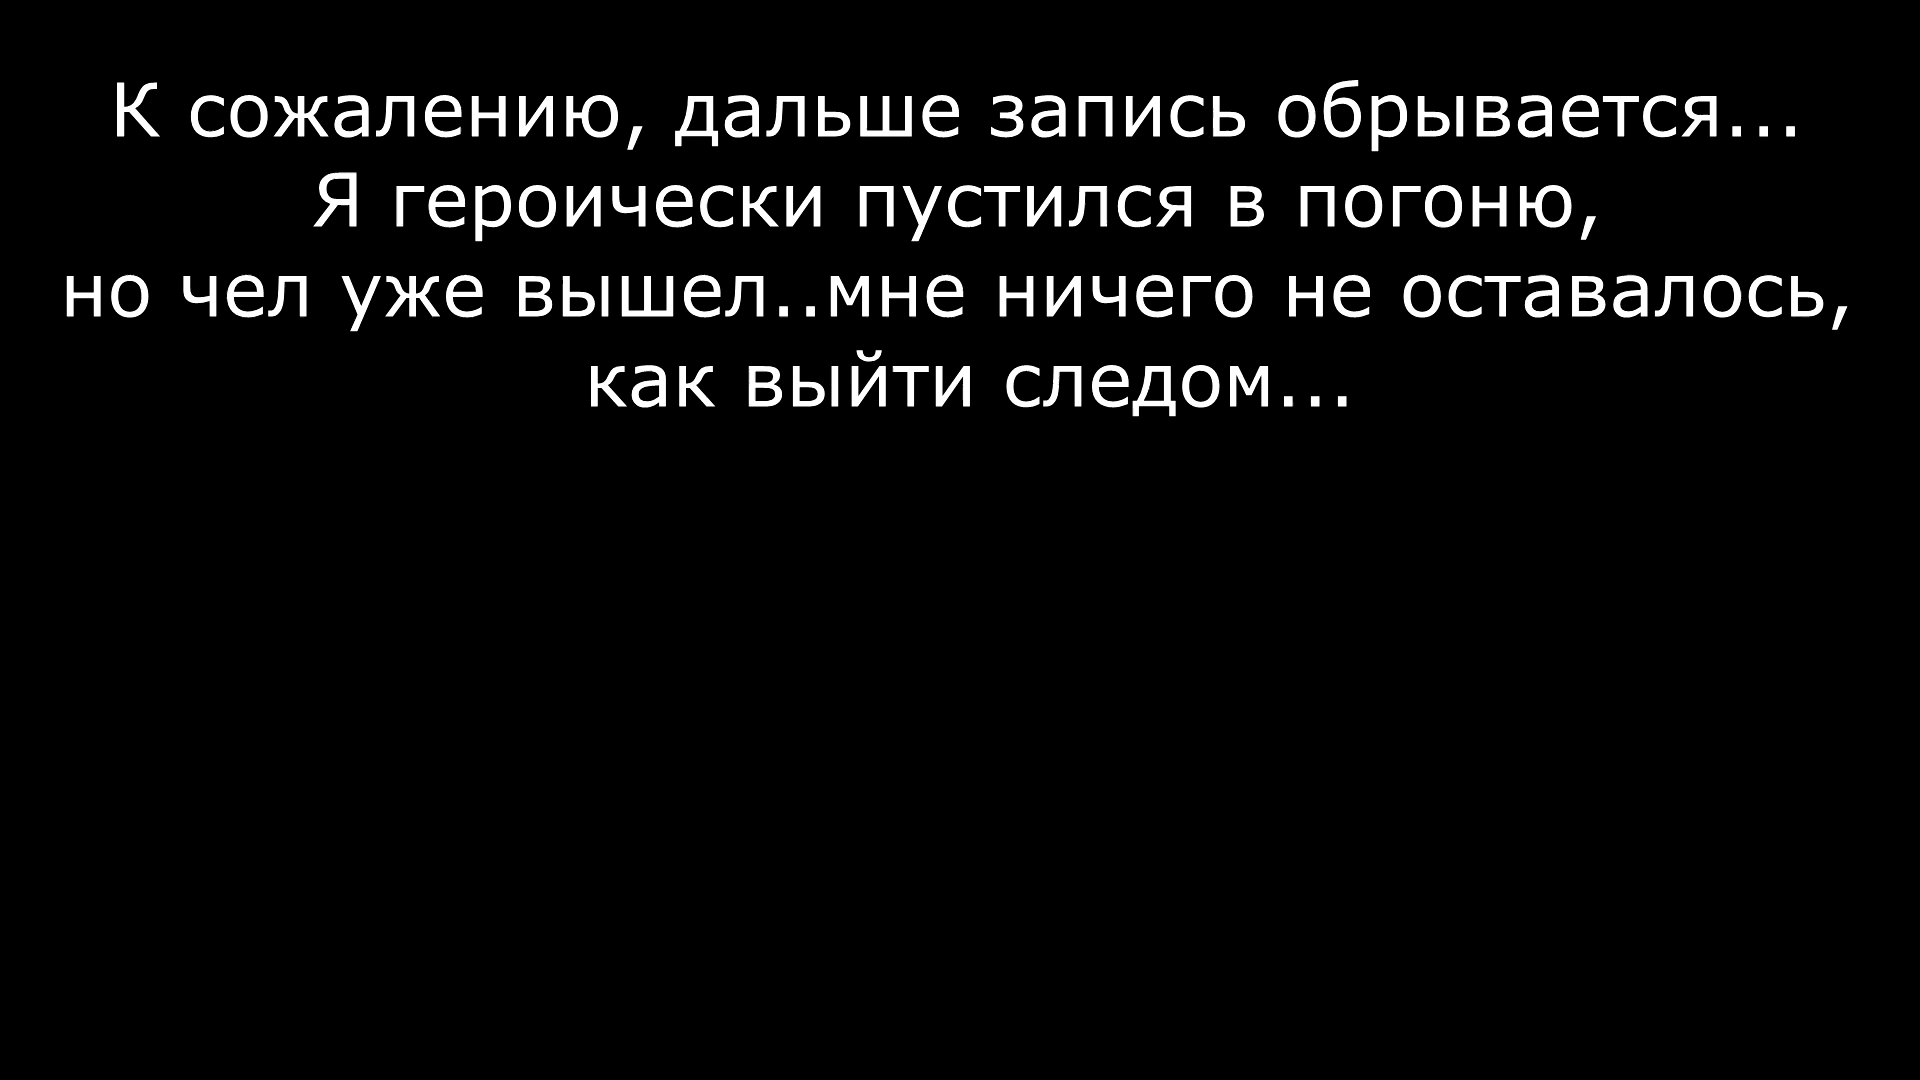 К сожалению, дальше запись обрывается...
Я героически пустился в погоню,
но чел уже вышел..мне ничего не оставалось,
как выйти следом...